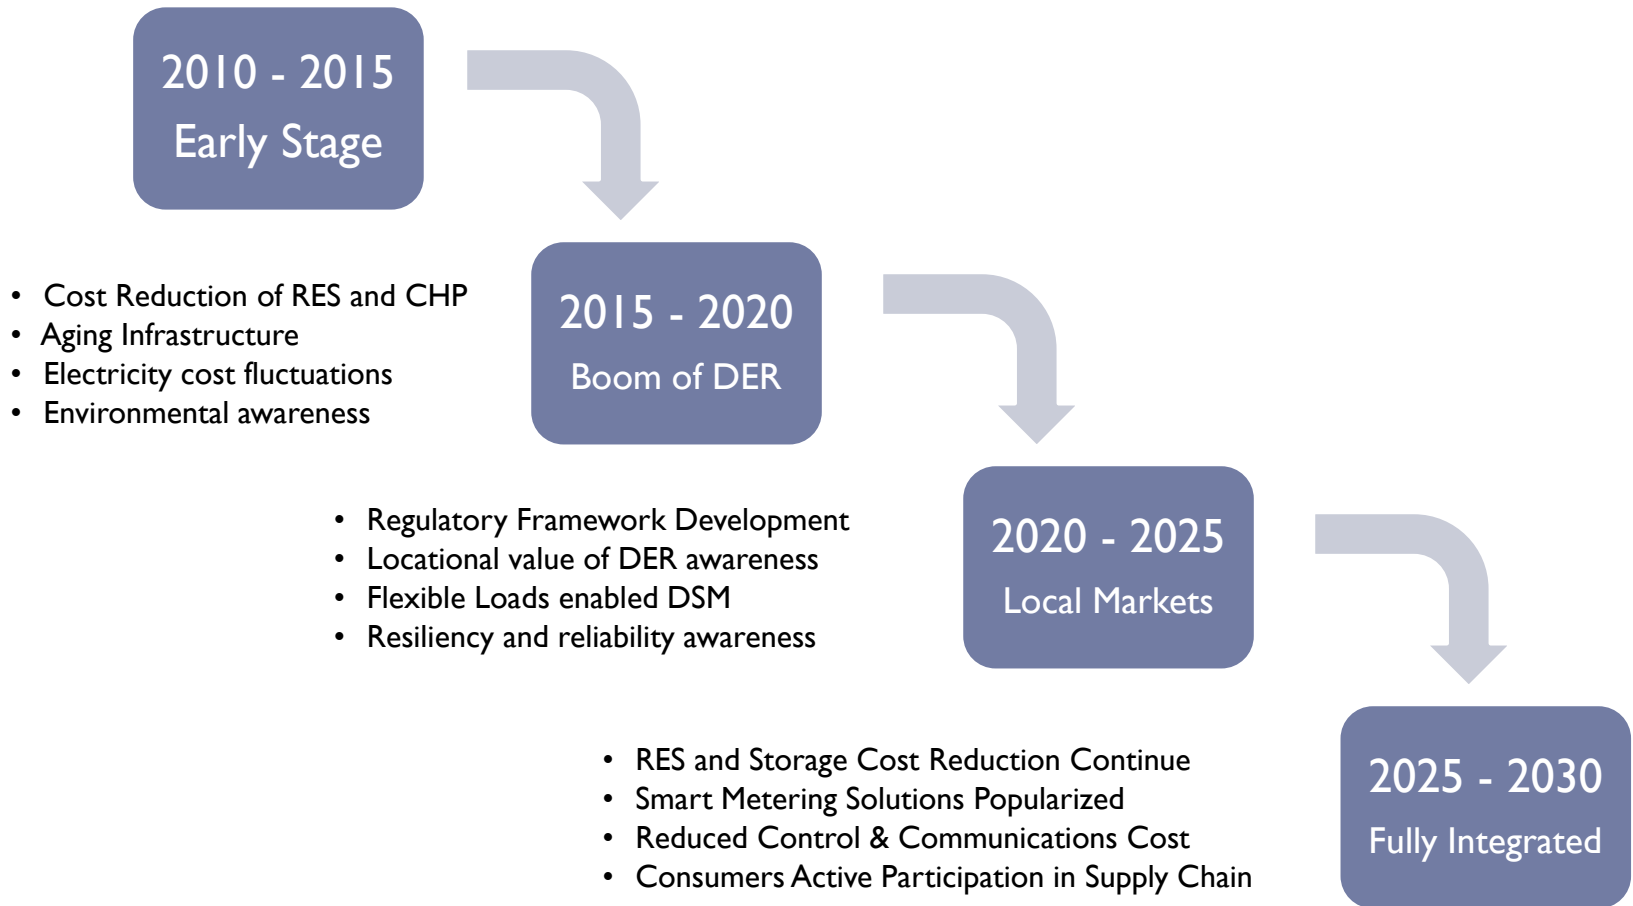 2010 - 2015
Early Stage
• Cost Reduction of RES and CHP
• Aging Infrastructure
• Electricity cost fluctuations
• Environmental awareness
2015 - 2020
Boom of DER
• Regulatory Framework Development
• Locational value of DER awareness
• Flexible Loads enabled DSM
• Resiliency and reliability awareness
2020 - 2025
Local Markets
• RES and Storage Cost Reduction Continue
• Smart Metering Solutions Popularized
• Reduced Control & Communications Cost
• Consumers Active Participation in Supply Chain
2025 - 2030
Fully Integrated